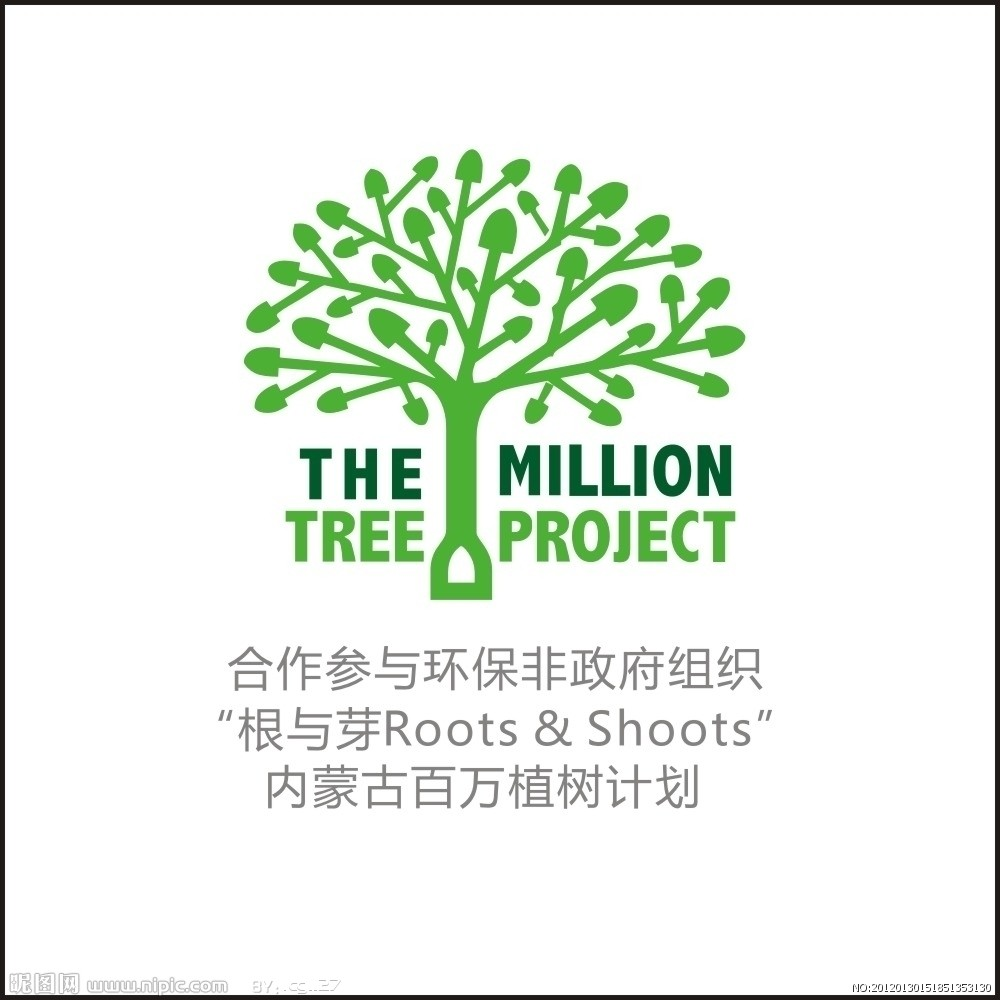 THE MILLION
TREE PROJECT
合作参与环保非政府组织
“根与芽Roots & Shoots”
内蒙古百万植树计划
昵图网 www.nipic.com
NO:20120130151851353130